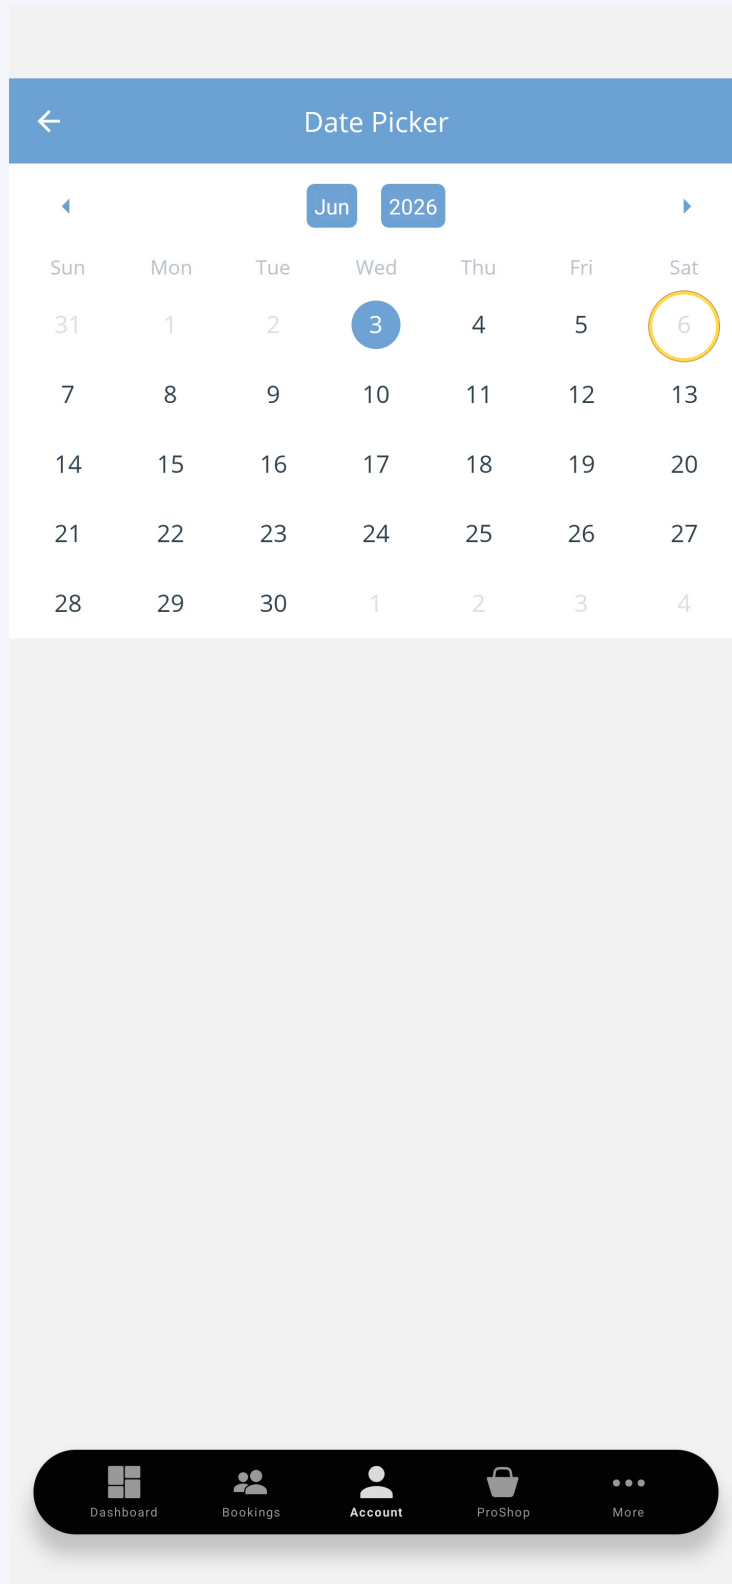 Date Picker
Jun 2026
Sun Mon Tue Wed Thu Fri Sat
31 1 2 3 4 5 6
7 8 9 10 11 12 13
14 15 16 17 18 19 20
21 22 23 24 25 26 27
28 29 30 1 2 3 4
Dashboard Bookings Account ProShop More